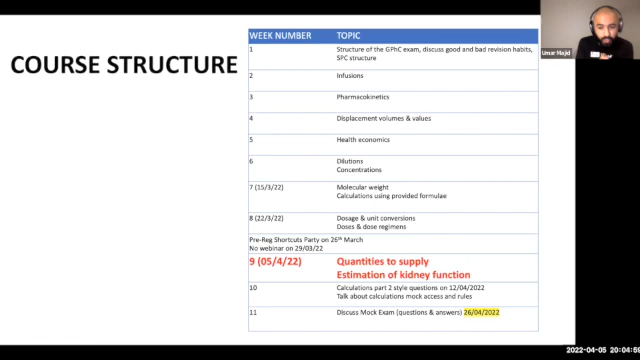 COURSE STRUCTURE
WEEK NUMBER TOPIC
1 Structure of the GPhC exam, discuss good and bad revision habits,
SPC structure
2 Infusions
3 Pharmacokinetics
4 Displacement volumes & values
5 Health economics
6 Dilutions
Concentrations
7 (15/3/22) Molecular weight
Calculations using provided formulae
8 (22/3/22) Dosage & unit conversions
Doses & dose regimens
Pre-Reg Shortcuts Party on 26th March
No webinar on 29/03/22
9 (05/4/22) Quantities to supply
Estimation of kidney function
10 Calculations part 2 style questions on 12/04/2022
Talk about calculations mock access and rules
11 Discuss Mock Exam (questions & answers) 26/04/2022
Umar Majid
2022-04-05 20:04:59